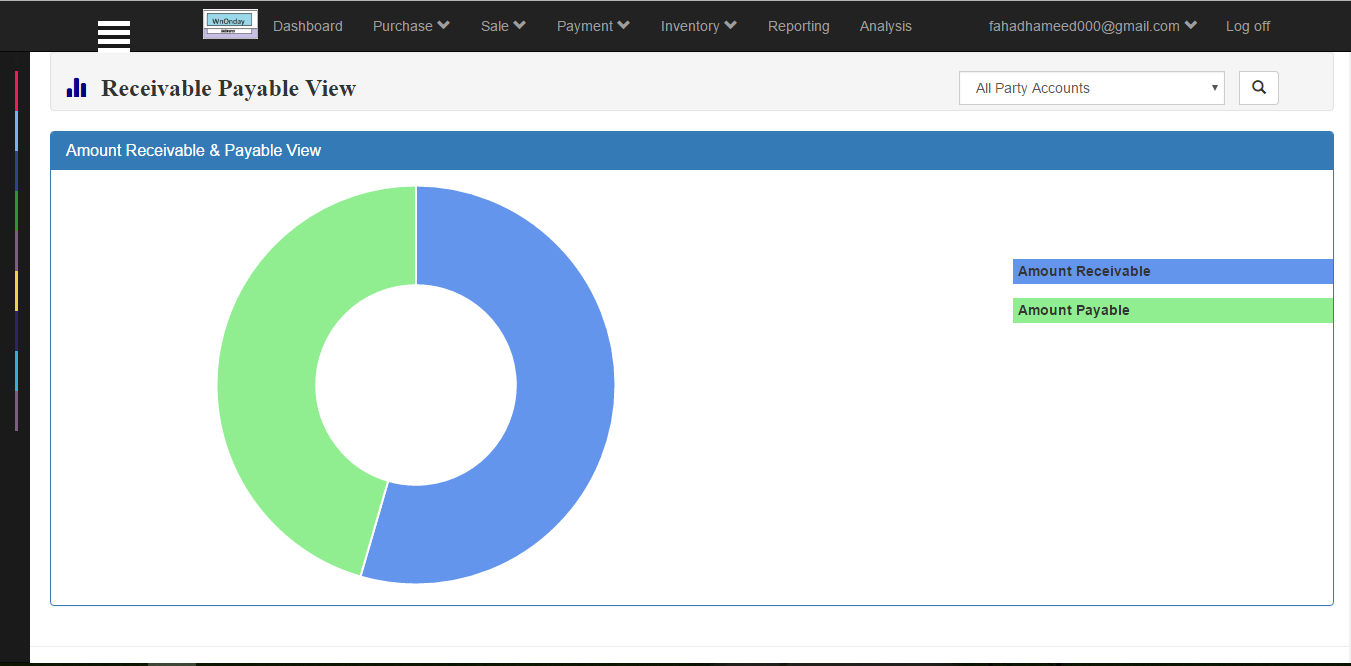 WnOnday Dashboard Purchase Sale Payment Inventory Reporting Analysis fahadhameed000@gmail.com Log off
Receivable Payable View All Party Accounts
Amount Receivable & Payable View
Amount Receivable
Amount Payable